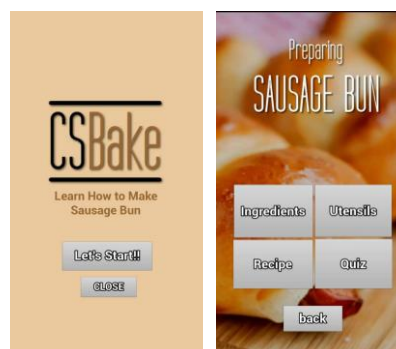 CSBake
Learn How to Make
Sausage Bun
Let's Start!!
CLOSE
Preparing
SAUSAGE BUN
Ingredients
Utensils
Recipe
Quiz
back